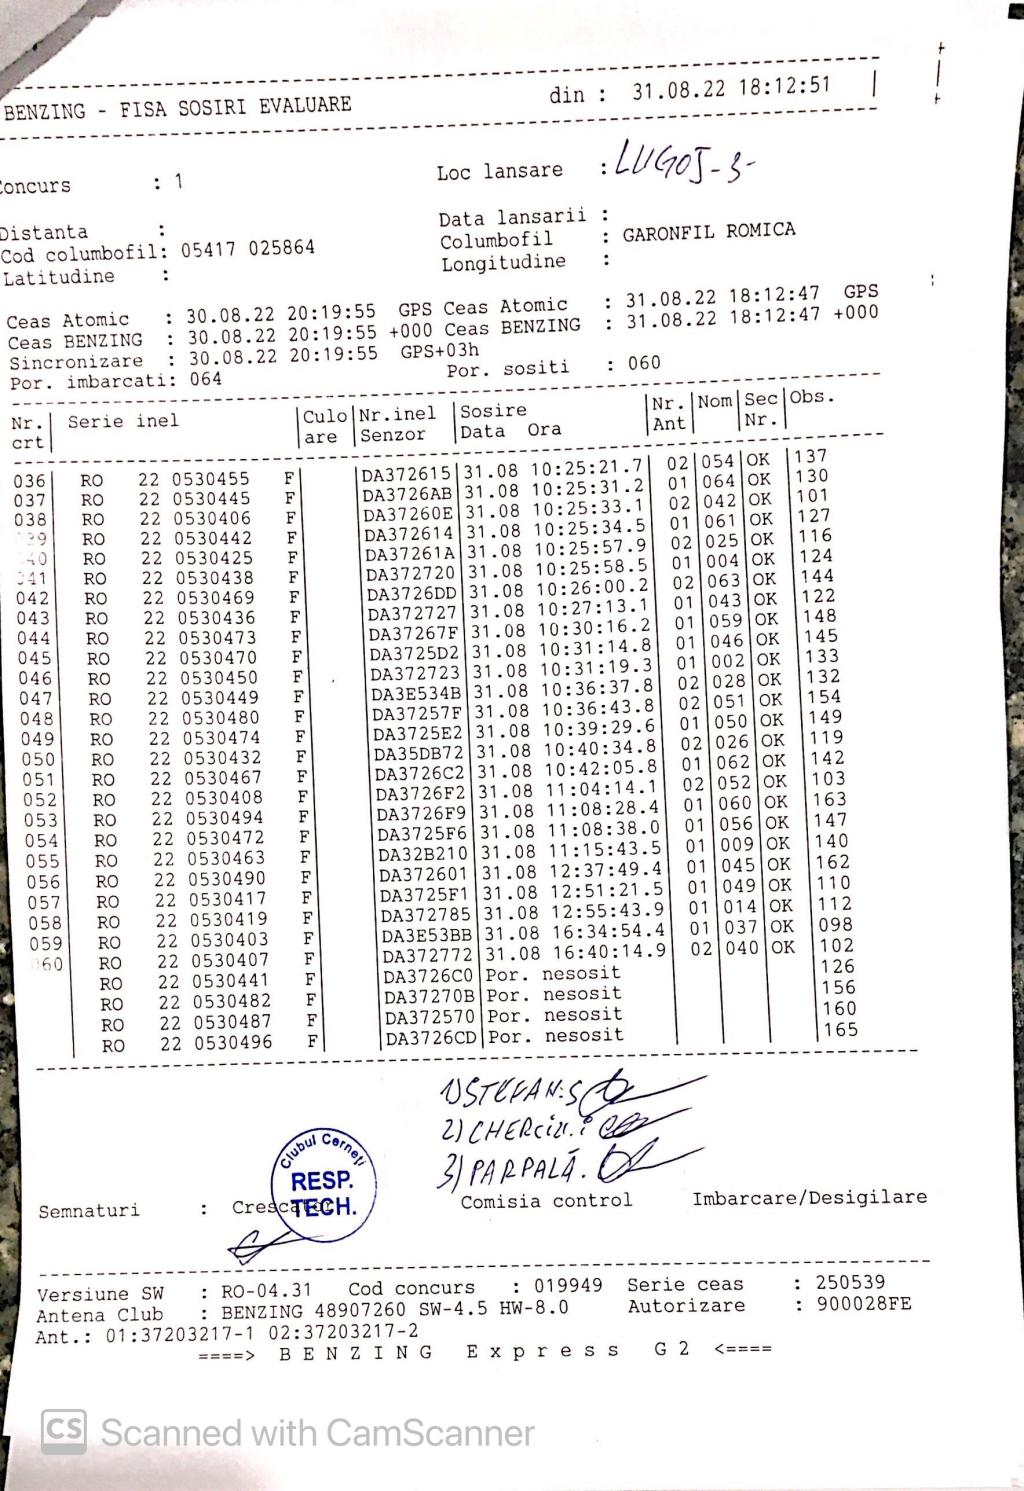 BENZING - FISA SOSIRI EVALUARE din : 31.08.22 18:12:51
Concurs : 1 Loc lansare : LUGOJ-3-
Distanta : Data lansarii :
Cod columbofil: 05417 025864 Columbofil : GARONFIL ROMICA
Latitudine : Longitudine :
Ceas Atomic : 30.08.22 20:19:55 GPS Ceas Atomic : 31.08.22 18:12:47 GPS
Ceas BENZING : 30.08.22 20:19:55 +000 Ceas BENZING : 31.08.22 18:12:47 +000
Sincronizare : 30.08.22 20:19:55 GPS+03h
Por. imbarcati: 064 Por. sositi : 060
Nr. Serie inel Culo Nr.inel Sosire Nr. Nom Sec Obs.
crt are Senzor Data Ora Ant Nr.
036 RO 22 0530455 F DA372615 31.08 10:25:21.7 02 054 OK 137
037 RO 22 0530445 F DA3726AB 31.08 10:25:31.2 01 064 OK 130
038 RO 22 0530406 F DA37260E 31.08 10:25:33.1 02 042 OK 101
039 RO 22 0530442 F DA372614 31.08 10:25:34.5 01 061 OK 127
040 RO 22 0530425 F DA37261A 31.08 10:25:57.9 02 025 OK 116
041 RO 22 0530438 F DA372720 31.08 10:25:58.5 01 004 OK 124
042 RO 22 0530469 F DA3726DD 31.08 10:26:00.2 02 063 OK 144
043 RO 22 0530436 F DA372727 31.08 10:27:13.1 01 043 OK 122
044 RO 22 0530473 F DA37267F 31.08 10:30:16.2 01 059 OK 148
045 RO 22 0530470 F DA3725D2 31.08 10:31:14.8 01 046 OK 145
046 RO 22 0530450 F DA372723 31.08 10:31:19.3 01 002 OK 133
047 RO 22 0530449 F DA3E534B 31.08 10:36:37.8 02 028 OK 132
048 RO 22 0530480 F DA37257F 31.08 10:36:43.8 02 051 OK 154
049 RO 22 0530474 F DA3725E2 31.08 10:39:29.6 01 050 OK 149
050 RO 22 0530432 F DA35DB72 31.08 10:40:34.8 02 026 OK 119
051 RO 22 0530467 F DA3726C2 31.08 10:42:05.8 01 062 OK 142
052 RO 22 0530408 F DA3726F2 31.08 11:04:14.1 02 052 OK 103
053 RO 22 0530494 F DA3726F9 31.08 11:08:28.4 01 060 OK 163
054 RO 22 0530472 F DA3725F6 31.08 11:08:38.0 01 056 OK 147
055 RO 22 0530463 F DA32B210 31.08 11:15:43.5 01 009 OK 140
056 RO 22 0530490 F DA372601 31.08 12:37:49.4 01 045 OK 162
057 RO 22 0530417 F DA3725F1 31.08 12:51:21.5 01 049 OK 110
058 RO 22 0530419 F DA372785 31.08 12:55:43.9 01 014 OK 112
059 RO 22 0530403 F DA3E53BB 31.08 16:34:54.4 01 037 OK 098
060 RO 22 0530407 F DA372772 31.08 16:40:14.9 02 040 OK 102
RO 22 0530441 F DA3726C0 Por. nesosit 126
RO 22 0530482 F DA37270B Por. nesosit 156
RO 22 0530487 F DA372570 Por. nesosit 160
RO 22 0530496 F DA3726CD Por. nesosit 165
1) STEFAN.S
2) CHERCIU.I
3) PARPALĂ.
Clubul Cerneți
RESP.
TECH.
Semnaturi : Crescator Comisia control Imbarcare/Desigilare
Versiune SW : RO-04.31 Cod concurs : 019949 Serie ceas : 250539
Antena Club : BENZING 48907260 SW-4.5 HW-8.0 Autorizare : 900028FE
Ant.: 01:37203217-1 02:37203217-2
====> B E N Z I N G E x p r e s s G 2 <====
CS Scanned with CamScanner